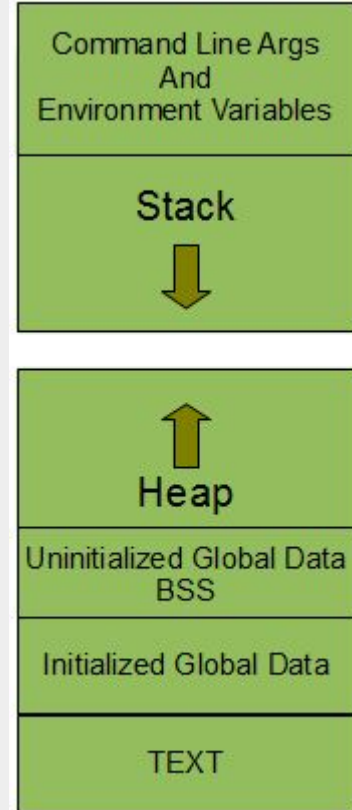 Command Line Args
And
Environment Variables
Stack
Heap
Uninitialized Global Data
BSS
Initialized Global Data
TEXT